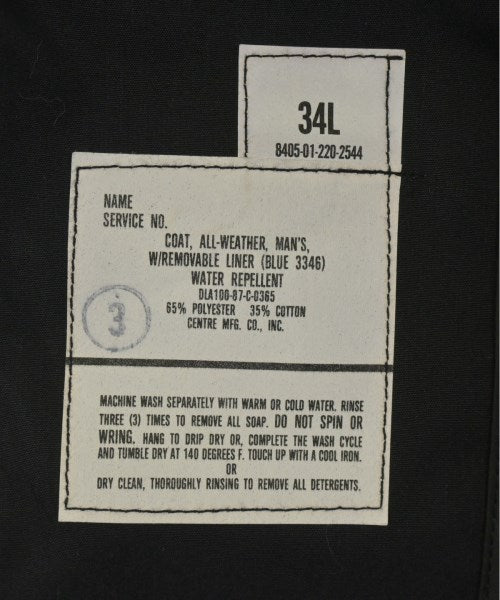 34L
8405-01-220-2544
NAME
SERVICE NO.
COAT, ALL-WEATHER, MAN'S,
W/REMOVABLE LINER (BLUE 3346)
WATER REPELLENT
DLA100-87-C-0365
65% POLYESTER 35% COTTON
CENTRE MFG. CO., INC.
3
MACHINE WASH SEPARATELY WITH WARM OR COLD WATER. RINSE
THREE (3) TIMES TO REMOVE ALL SOAP. DO NOT SPIN OR
WRING. HANG TO DRIP DRY OR, COMPLETE THE WASH CYCLE
AND TUMBLE DRY AT 140 DEGREES F. TOUCH UP WITH A COOL IRON.
OR
DRY CLEAN, THOROUGHLY RINSING TO REMOVE ALL DETERGENTS.